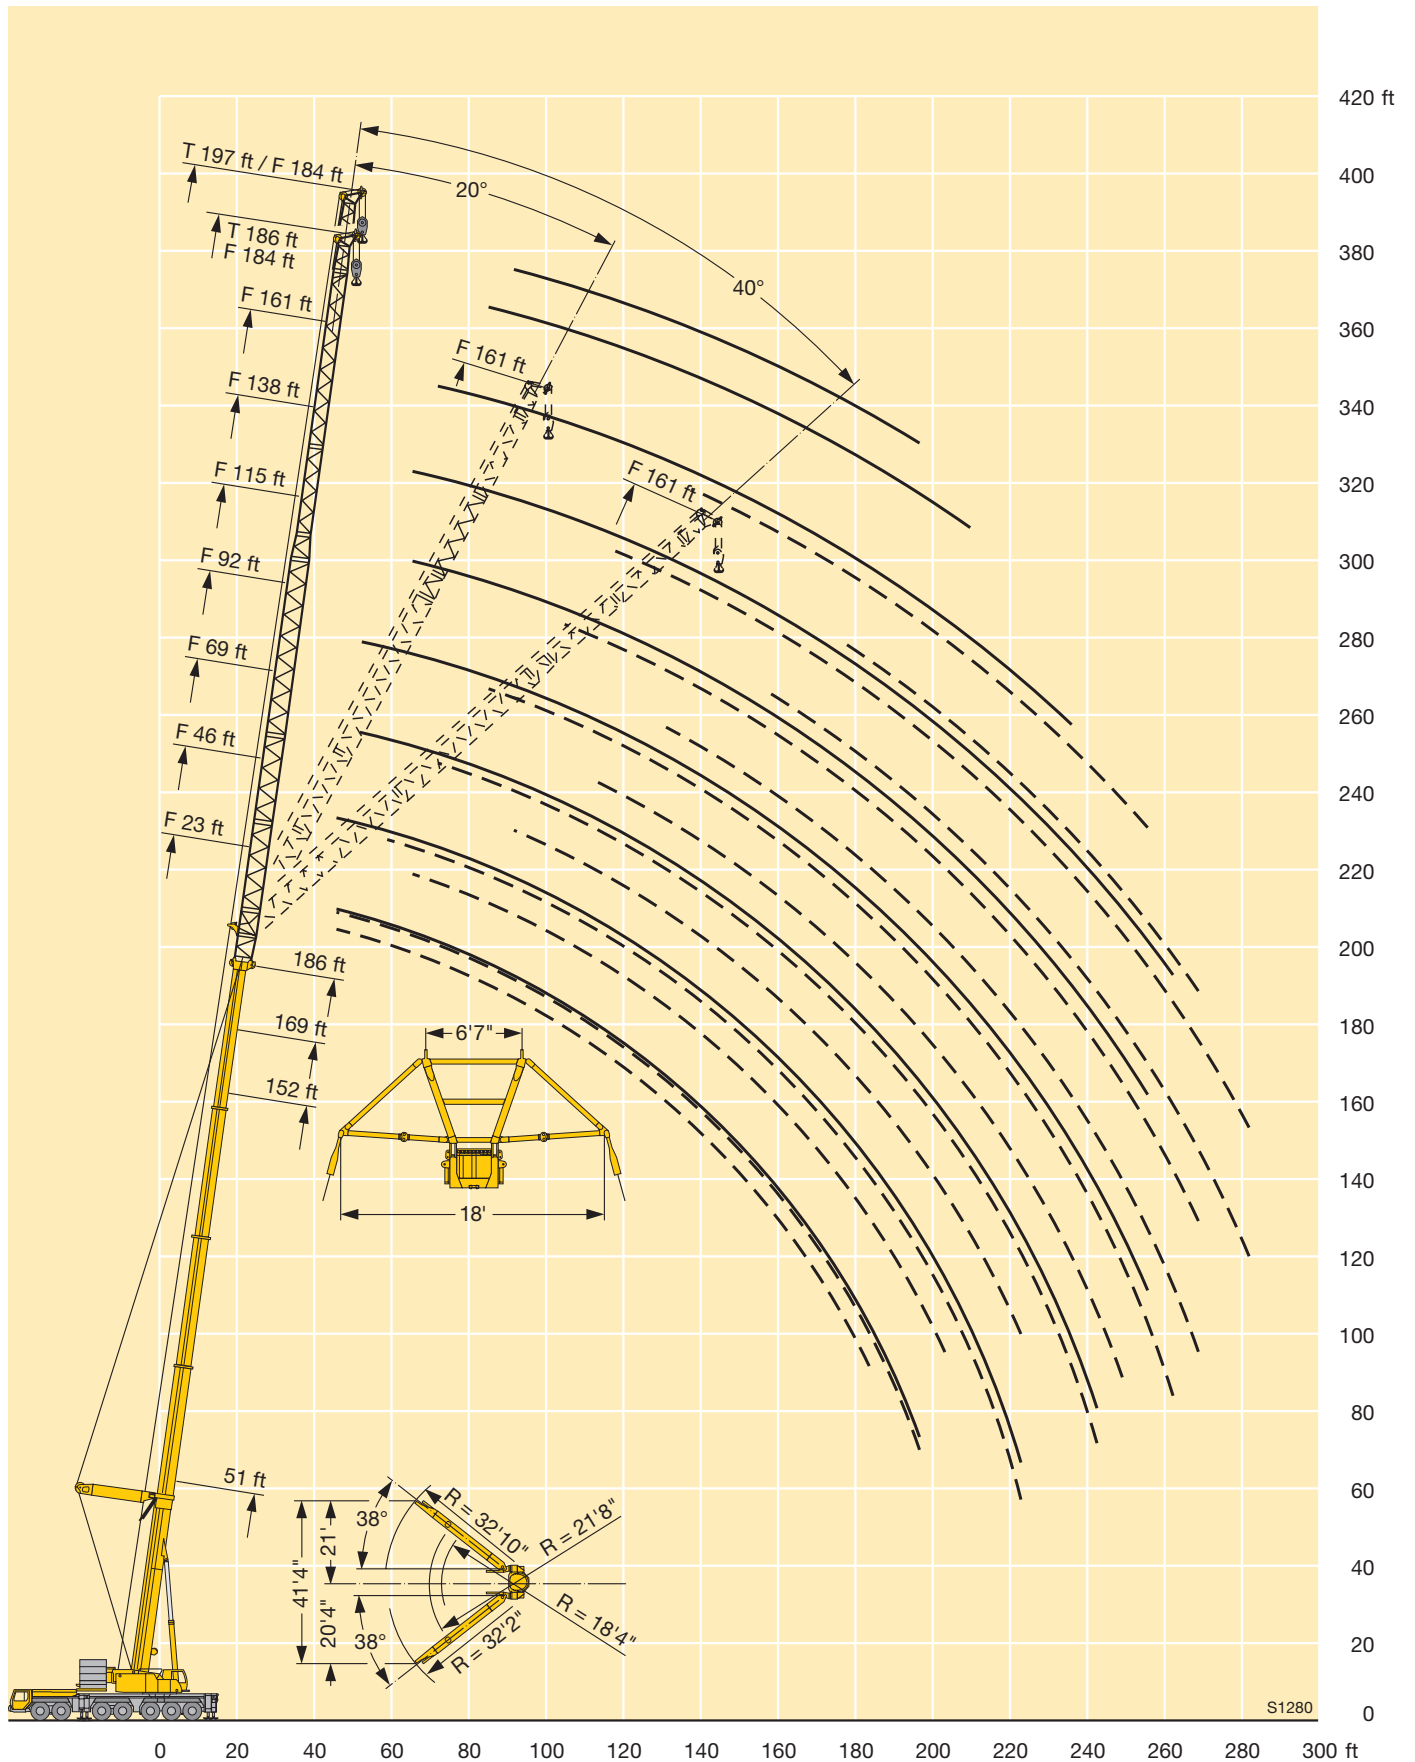 420 ft
400
380
360
340
320
300
280
260
240
220
200
180
160
140
120
100
80
60
40
20
0
T 197 ft / F 184 ft
20°
T 186 ft
F 184 ft
40°
F 161 ft
F 161 ft
F 138 ft
F 161 ft
F 115 ft
F 92 ft
F 69 ft
F 46 ft
F 23 ft
186 ft
169 ft
152 ft
6'7"
18'
51 ft
38°
R = 32'10"
R = 21'8"
41'4"
21'
20'4"
38°
R = 32'2"
R = 18'4"
S1280
0 20 40 60 80 100 120 140 160 180 200 220 240 260 280 300 ft